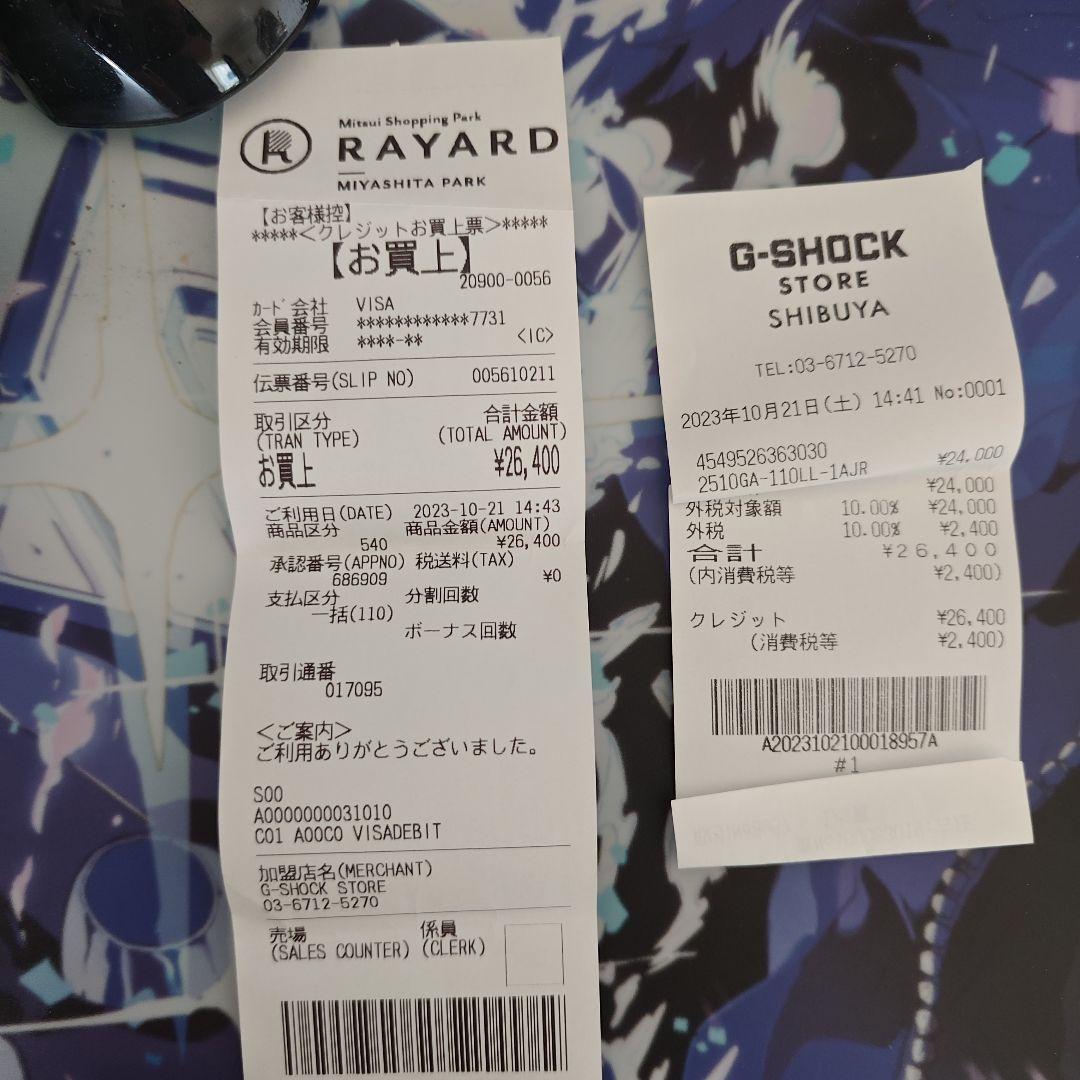 Mitsui Shopping Park
RAYARD
MIYASHITA PARK
【お客様控】
*****<クレジットお買上票>*****
【お買上】
20900-0056
カード会社 VISA
会員番号 ************7731
有効期限 ****-** <IC>
伝票番号(SLIP NO) 005610211
取引区分 合計金額
(TRAN TYPE) (TOTAL AMOUNT)
お買上 ¥26,400
ご利用日(DATE) 2023-10-21 14:43
商品区分 商品金額(AMOUNT)
540 ¥26,400
承認番号(APPNO) 税送料(TAX)
686909 ¥0
支払区分 分割回数
一括(110)
ボーナス回数
取引通番
017095
<ご案内>
ご利用ありがとうございました。
S00
A0000000031010
C01 A00C0 VISADEBIT
加盟店名(MERCHANT)
G-SHOCK STORE
03-6712-5270
売場 係員
(SALES COUNTER) (CLERK)
G-SHOCK
STORE
SHIBUYA
TEL:03-6712-5270
2023年10月21日(土) 14:41 No:0001
4549526363030
2510GA-110LL-1AJR ¥24,000
¥24,000
外税対象額 10.00% ¥24,000
外税 10.00% ¥2,400
合計 ¥26,400
(内消費税等 ¥2,400)
クレジット ¥26,400
(消費税等 ¥2,400)
A2023102100018957A
#1